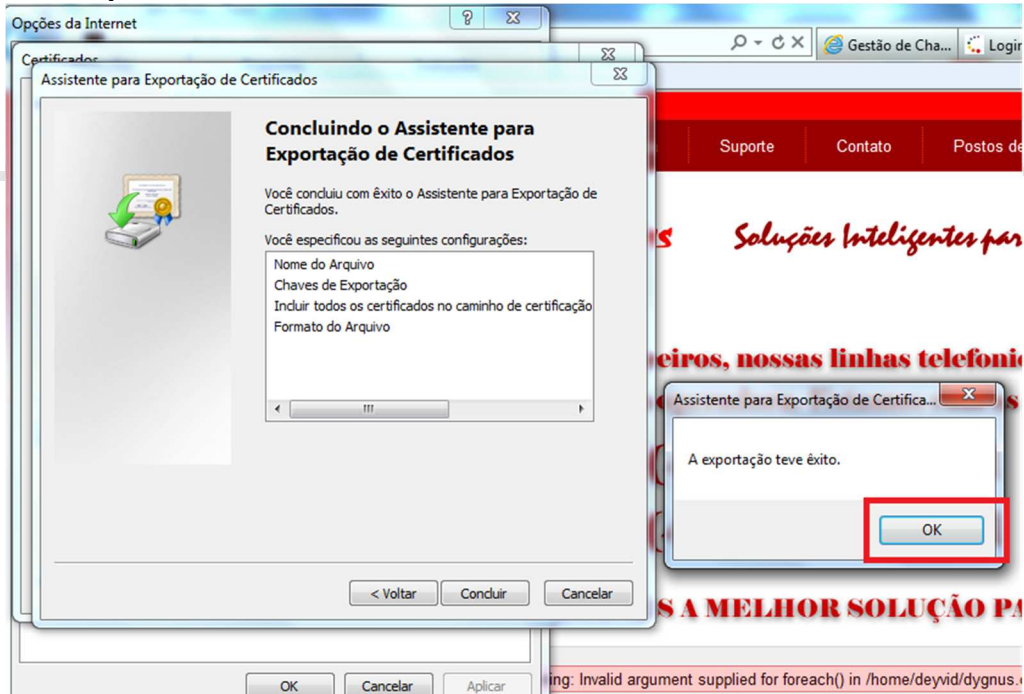 Opções da Internet
Certificados
Assistente para Exportação de Certificados
Concluindo o Assistente para
Exportação de Certificados
Você concluiu com êxito o Assistente para Exportação de
Certificados.
Você especificou as seguintes configurações:
Nome do Arquivo
Chaves de Exportação
Incluir todos os certificados no caminho de certificação
Formato do Arquivo
< Voltar
Concluir
Cancelar
OK
Cancelar
Aplicar
Gestão de Cha...
Login
Suporte
Contato
Postos de
Soluções Inteligentes par
eiros, nossas linhas telefoni
Assistente para Exportação de Certifica...
A exportação teve êxito.
OK
S A MELHOR SOLUÇÃO PA
ing: Invalid argument supplied for foreach() in /home/deyvid/dygnus.